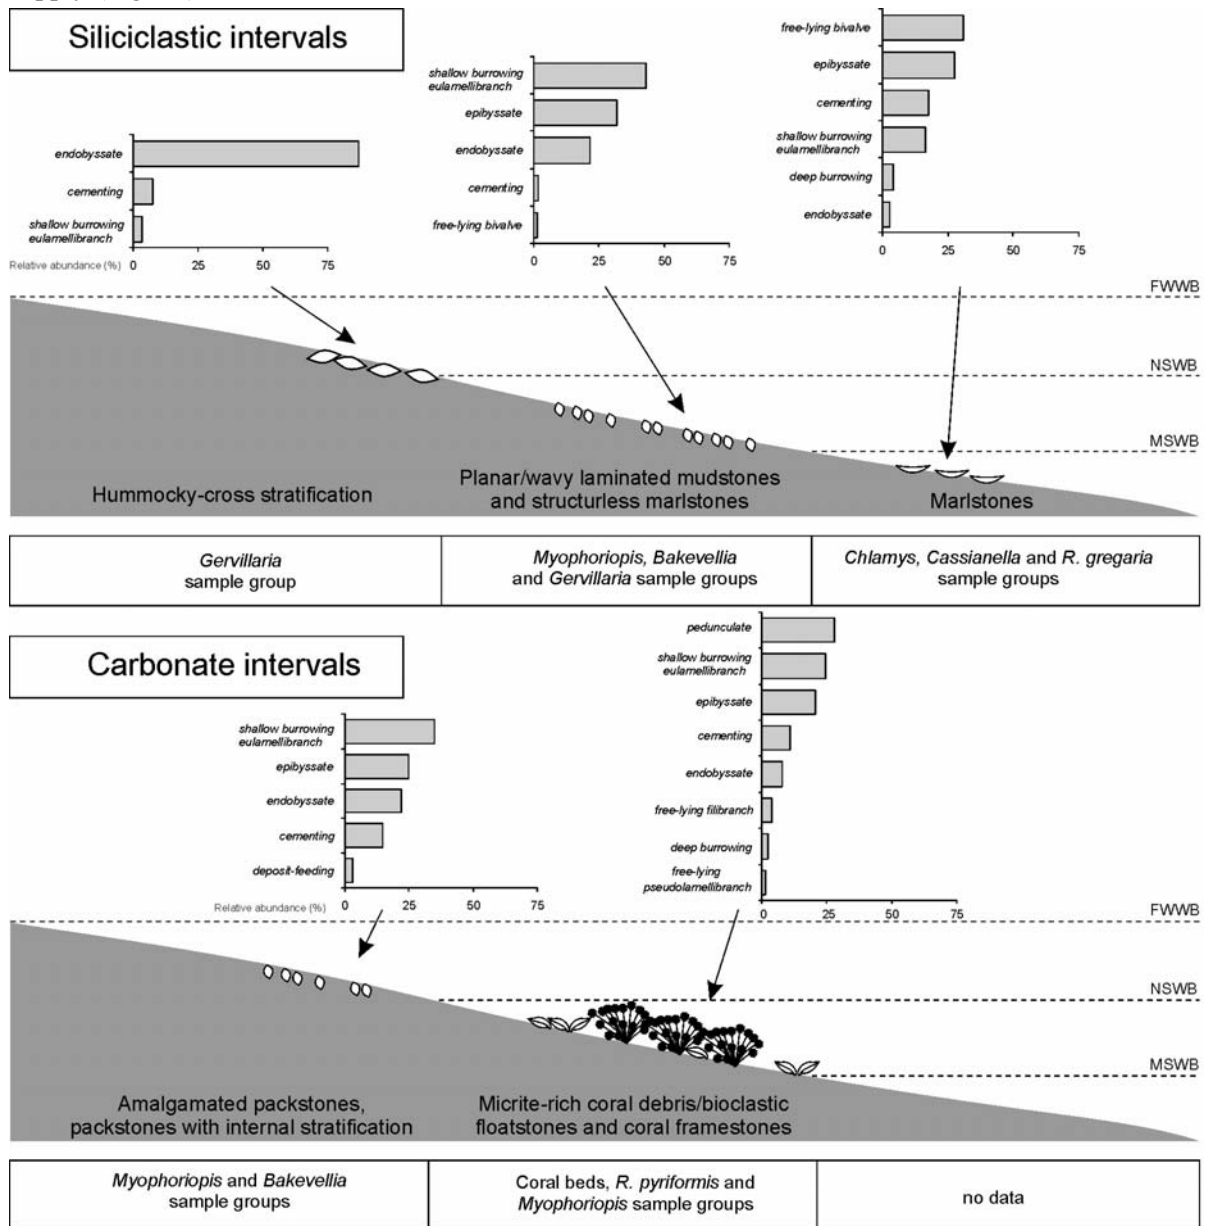 Siliciclastic intervals
endobyssate
cementing
shallow burrowing
eulamellibranch
Relative abundance (%)
0
25
50
75
shallow burrowing
eulamellibranch
epibyssate
endobyssate
cementing
free-lying bivalve
0
25
50
75
free-lying bivalve
epibyssate
cementing
shallow burrowing
eulamellibranch
deep burrowing
endobyssate
0
25
50
75
FWWB
NSWB
MSWB
Hummocky-cross stratification
Planar/wavy laminated mudstones
and structurless marlstones
Marlstones
Gervillaria
sample group
Myophoriopis, Bakevellia
and Gervillaria sample groups
Chlamys, Cassianella and R. gregaria
sample groups
Carbonate intervals
shallow burrowing
eulamellibranch
epibyssate
endobyssate
cementing
deposit-feeding
Relative abundance (%)
0
25
50
75
pedunculate
shallow burrowing
eulamellibranch
epibyssate
cementing
endobyssate
free-lying filibranch
deep burrowing
free-lying
pseudolamellibranch
0
25
50
75
FWWB
NSWB
MSWB
Amalgamated packstones,
packstones with internal stratification
Micrite-rich coral debris/bioclastic
floatstones and coral framestones
Myophoriopis and Bakevellia
sample groups
Coral beds, R. pyriformis and
Myophoriopis sample groups
no data